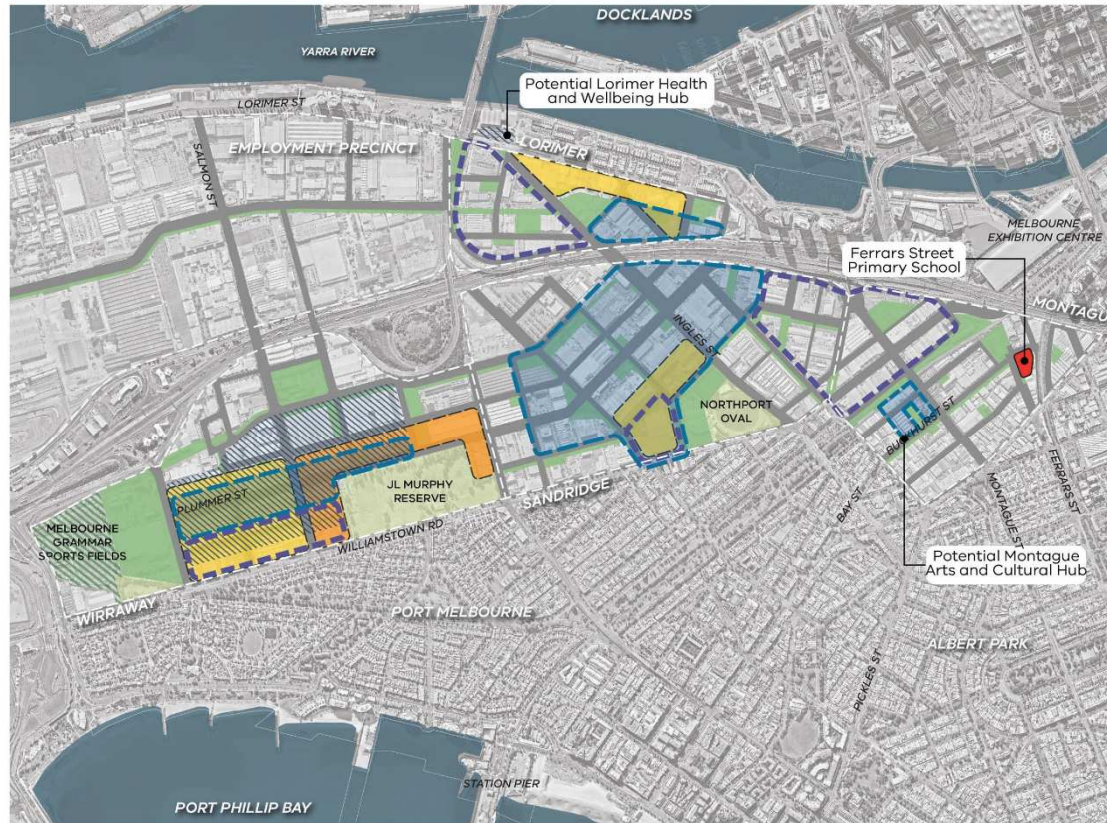 DOCKLANDS
YARRA RIVER
Potential Lorimer Health
and Wellbeing Hub
LORIMER ST
LORIMER
EMPLOYMENT PRECINCT
SALMON ST
MELBOURNE
EXHIBITION CENTRE
Ferrars Street
Primary School
MONTAGU
INGLES ST
NORTHPORT
OVAL
BUCKHURST ST
FERRARS ST
JL MURPHY
RESERVE
SANDRIDGE
PLUMMER ST
MELBOURNE
GRAMMAR
SPORTS FIELDS
WILLIAMSTOWN RD
BAY ST
MONTAGUE ST
Potential Montague
Arts and Cultural Hub
WIRRAWAY
PORT MELBOURNE
ALBERT PARK
PICKLES ST
STATION PIER
PORT PHILLIP BAY